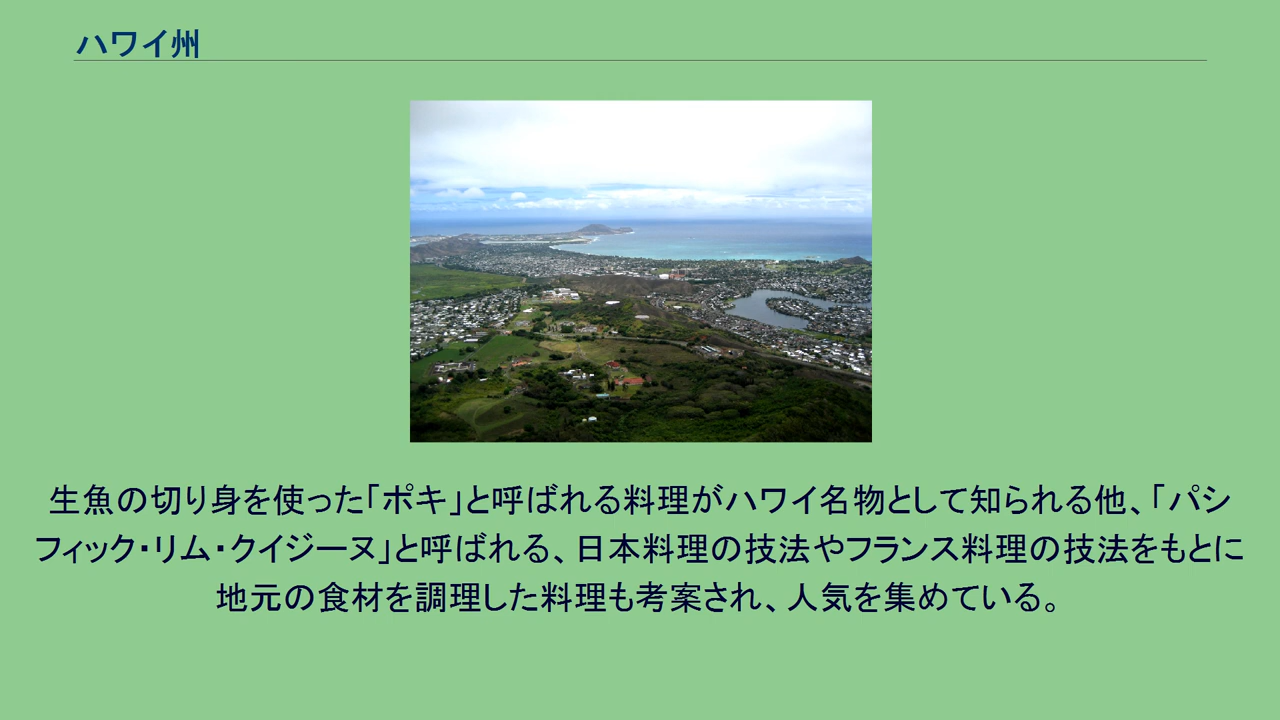 ハワイ州
生魚の切り身を使った「ポキ」と呼ばれる料理がハワイ名物として知られる他、「パシ
フィック・リム・クイジーヌ」と呼ばれる、日本料理の技法やフランス料理の技法をもとに
地元の食材を調理した料理も考案され、人気を集めている。